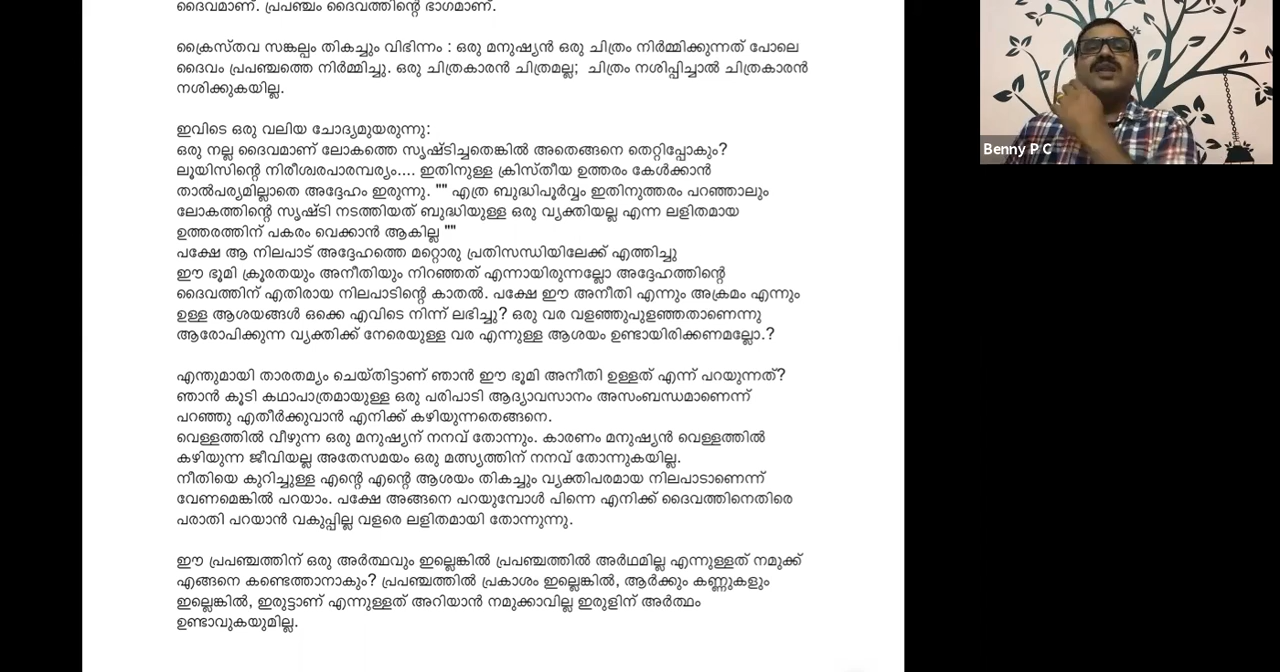 ദൈവമാണ്. പ്രപഞ്ചം ദൈവത്തിന്റെ ഭാഗമാണ്.
ക്രൈസ്തവ സങ്കല്പം തികച്ചും വിഭിന്നം : ഒരു മനുഷ്യൻ ഒരു ചിത്രം നിർമ്മിക്കുന്നത് പോലെ
ദൈവം പ്രപഞ്ചത്തെ നിർമ്മിച്ചു. ഒരു ചിത്രകാരൻ ചിത്രമല്ല; ചിത്രം നശിപ്പിച്ചാൽ ചിത്രകാരൻ
നശിക്കുകയില്ല.
ഇവിടെ ഒരു വലിയ ചോദ്യമുയരുന്നു:
ഒരു നല്ല ദൈവമാണ് ലോകത്തെ സൃഷ്ടിച്ചതെങ്കിൽ അതെങ്ങനെ തെറ്റിപ്പോകും?
ലൂയിസിന്റെ നിരീശ്വരപാരമ്പര്യം.... ഇതിനുള്ള ക്രിസ്തീയ ഉത്തരം കേൾക്കാൻ
താൽപര്യമില്ലാതെ അദ്ദേഹം ഇരുന്നു. "" എത്ര ബുദ്ധിപൂർവ്വം ഇതിനുത്തരം പറഞ്ഞാലും
ലോകത്തിന്റെ സൃഷ്ടി നടത്തിയത് ബുദ്ധിയുള്ള ഒരു വ്യക്തിയല്ല എന്ന ലളിതമായ
ഉത്തരത്തിന് പകരം വെക്കാൻ ആകില്ല ""
പക്ഷേ ആ നിലപാട് അദ്ദേഹത്തെ മറ്റൊരു പ്രതിസന്ധിയിലേക്ക് എത്തിച്ചു
ഈ ഭൂമി ക്രൂരതയും അനീതിയും നിറഞ്ഞത് എന്നായിരുന്നല്ലോ അദ്ദേഹത്തിന്റെ
ദൈവത്തിന് എതിരായ നിലപാടിന്റെ കാതൽ. പക്ഷേ ഈ അനീതി എന്നും അക്രമം എന്നും
ഉള്ള ആശയങ്ങൾ ഒക്കെ എവിടെ നിന്ന് ലഭിച്ചു? ഒരു വര വളഞ്ഞുപുളഞ്ഞതാണെന്നു
ആരോപിക്കുന്ന വ്യക്തിക്ക് നേരെയുള്ള വര എന്നുള്ള ആശയം ഉണ്ടായിരിക്കണമല്ലോ.?
എന്തുമായി താരതമ്യം ചെയ്തിട്ടാണ് ഞാൻ ഈ ഭൂമി അനീതി ഉള്ളത് എന്ന് പറയുന്നത്?
ഞാൻ കൂടി കഥാപാത്രമായുള്ള ഒരു പരിപാടി ആദ്യാവസാനം അസംബന്ധമാണെന്ന്
പറഞ്ഞു എതീർക്കുവാൻ എനിക്ക് കഴിയുന്നതെങ്ങനെ.
വെള്ളത്തിൽ വീഴുന്ന ഒരു മനുഷ്യന് നനവ് തോന്നും. കാരണം മനുഷ്യൻ വെള്ളത്തിൽ
കഴിയുന്ന ജീവിയല്ല അതേസമയം ഒരു മത്സ്യത്തിന് നനവ് തോന്നുകയില്ല.
നീതിയെ കുറിച്ചുള്ള എന്റെ എന്റെ ആശയം തികച്ചും വ്യക്തിപരമായ നിലപാടാണെന്ന്
വേണമെങ്കിൽ പറയാം. പക്ഷേ അങ്ങനെ പറയുമ്പോൾ പിന്നെ എനിക്ക് ദൈവത്തിനെതിരെ
പരാതി പറയാൻ വകുപ്പില്ല വളരെ ലളിതമായി തോന്നുന്നു.
ഈ പ്രപഞ്ചത്തിന് ഒരു അർത്ഥവും ഇല്ലെങ്കിൽ പ്രപഞ്ചത്തിൽ അർഥമില്ല എന്നുള്ളത് നമുക്ക്
എങ്ങനെ കണ്ടെത്താനാകും? പ്രപഞ്ചത്തിൽ പ്രകാശം ഇല്ലെങ്കിൽ, ആർക്കും കണ്ണുകളും
ഇല്ലെങ്കിൽ, ഇരുട്ടാണ് എന്നുള്ളത് അറിയാൻ നമുക്കാവില്ല ഇരുളിന് അർത്ഥം
ഉണ്ടാവുകയുമില്ല.
Benny P C